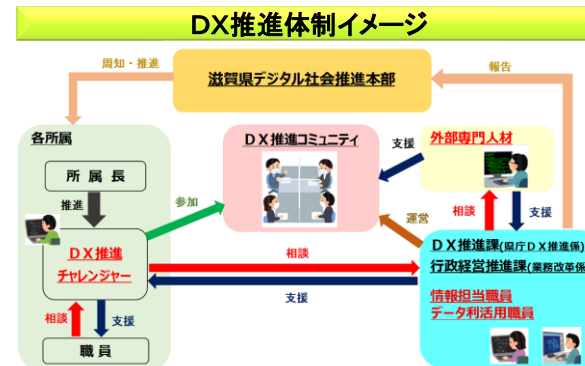 DX推進体制イメージ
周知・推進
滋賀県デジタル社会推進本部
報告
各所属
所属長
推進
DX推進
チャレンジャー
相談
支援
職員
参加
DX推進コミュニティ
支援
外部専門人材
運営
相談
支援
相談
支援
DX推進課(県庁DX推進係)
行政経営推進課(業務改革係)
情報担当職員
データ利活用職員